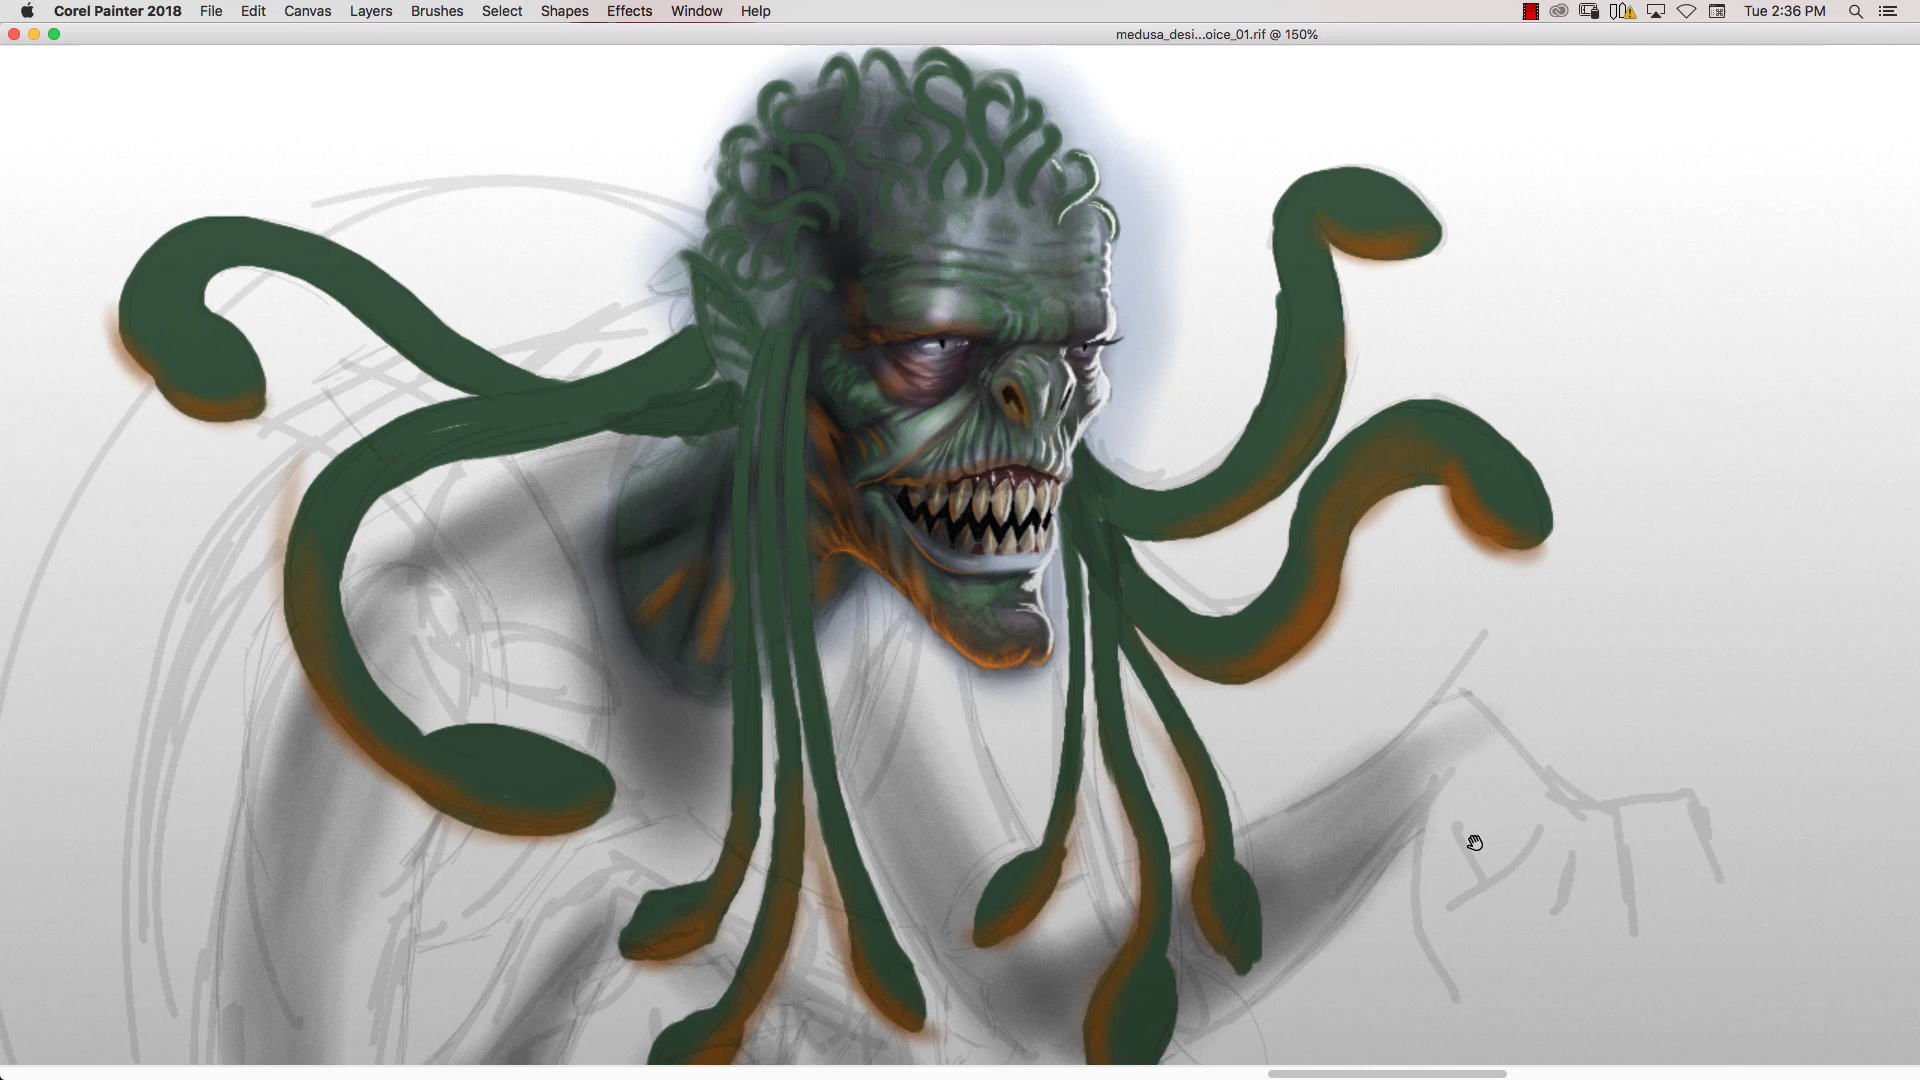 Corel Painter 2018 File Edit Canvas Layers Brushes Select Shapes Effects Window Help Tue 2:36 PM
medusa_desi...oice_01.rif @ 150%